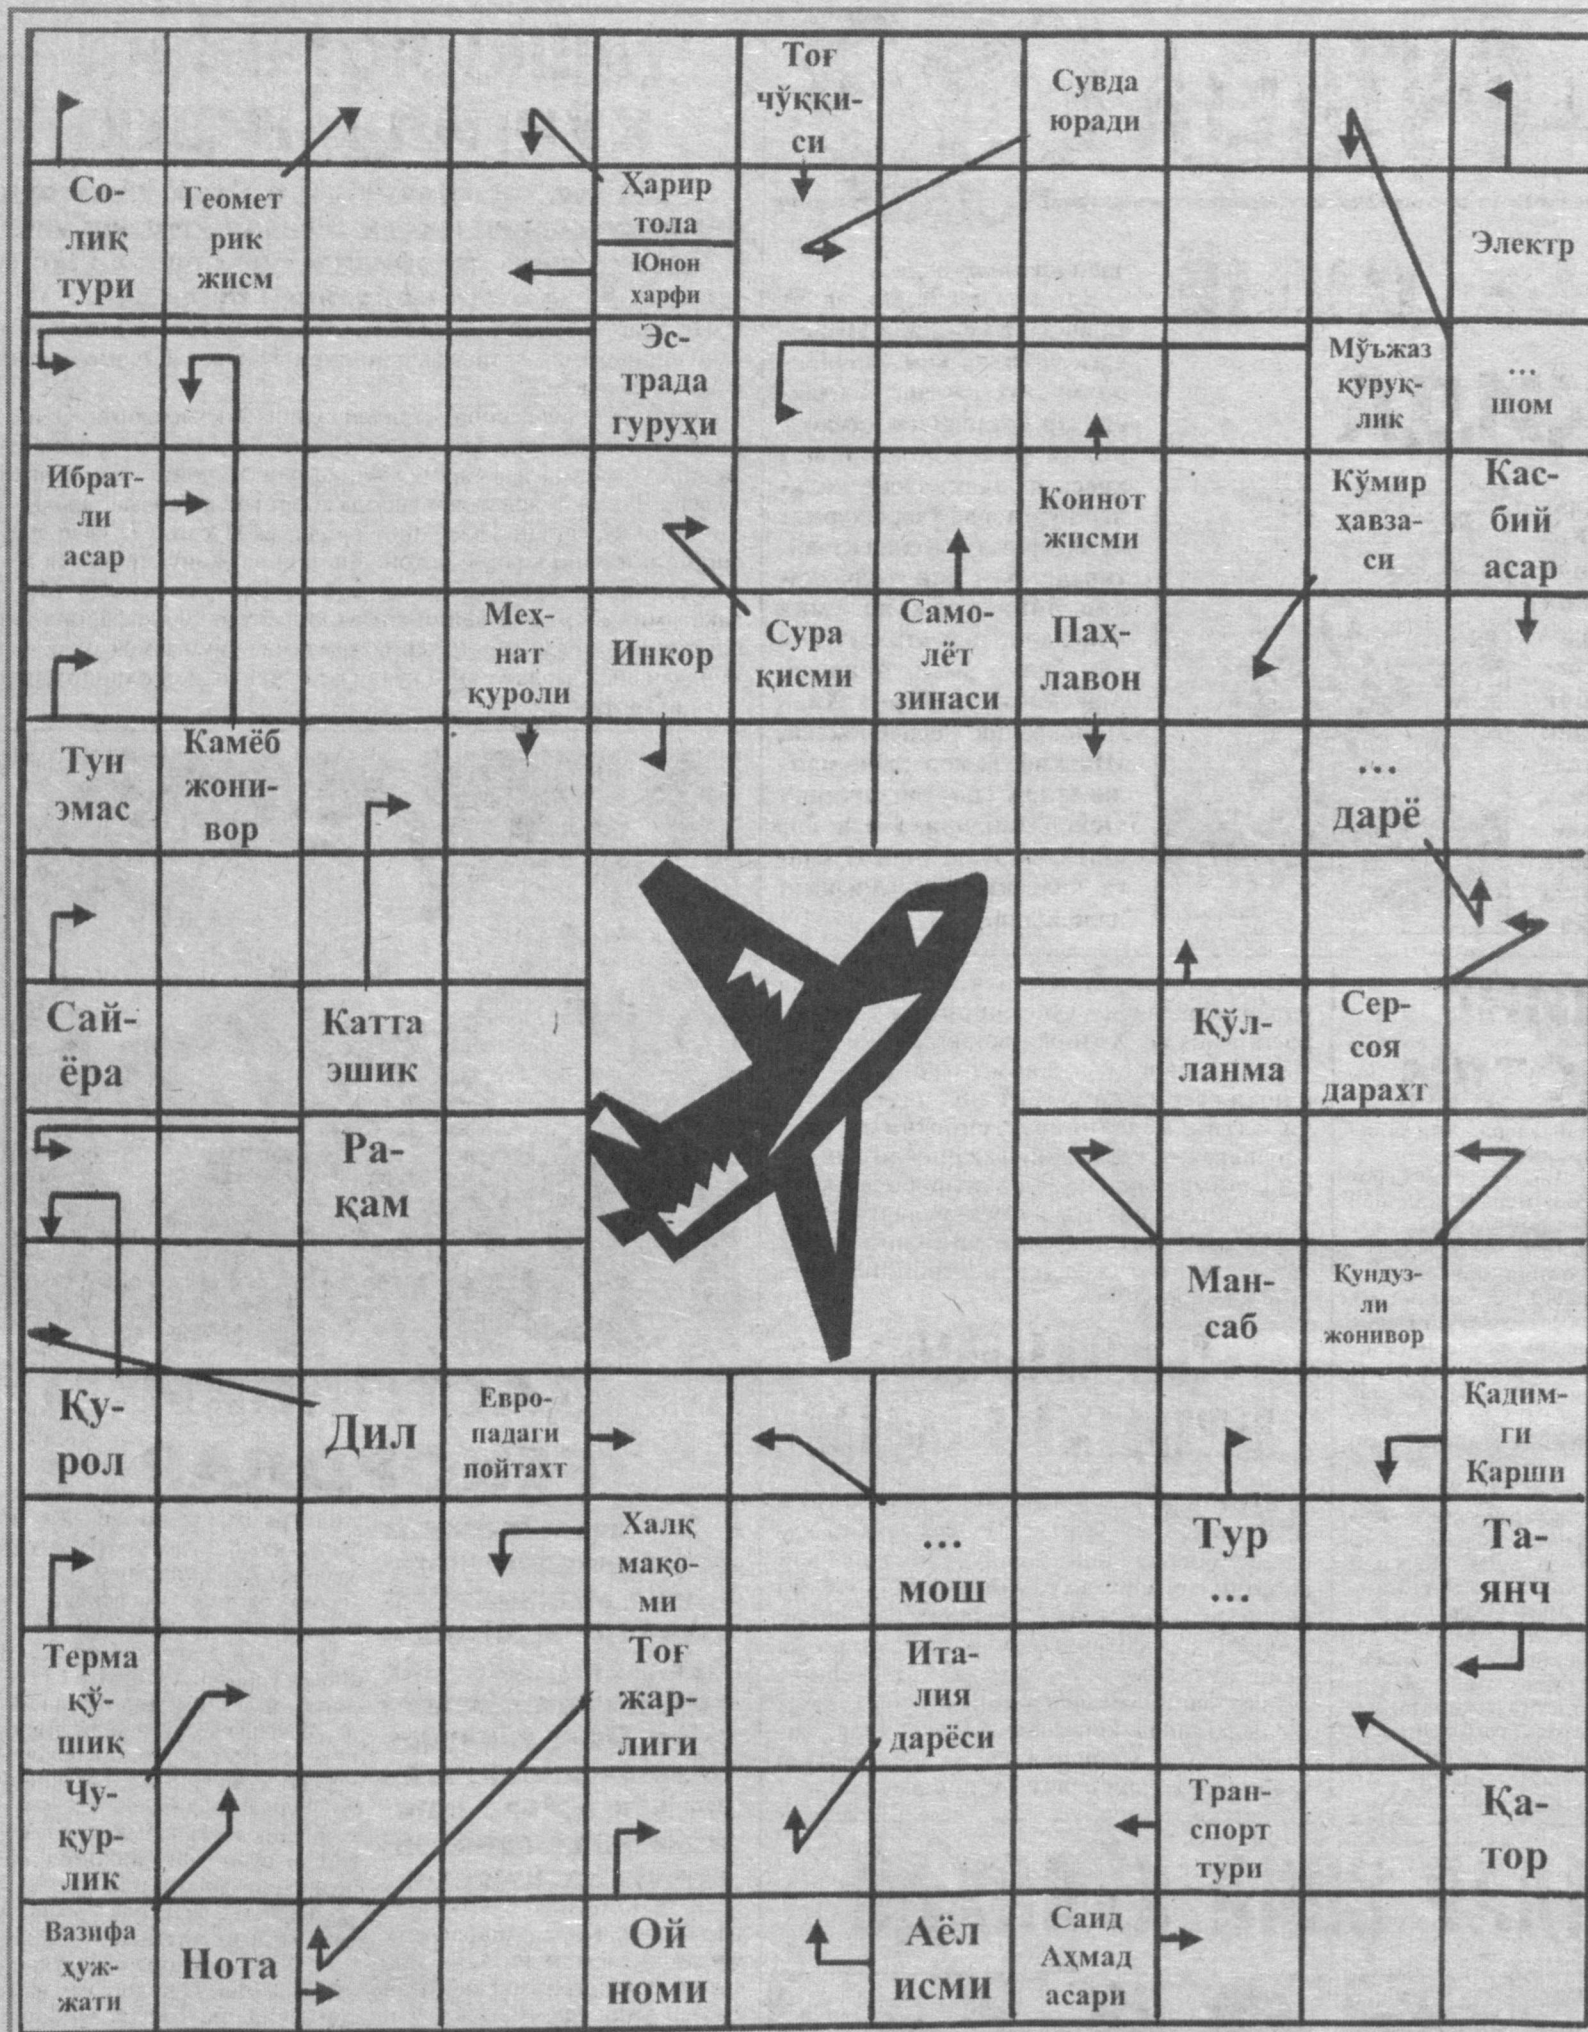 Тоғ
чўққи-
си
Сувда
юради
Со-
лиқ
тури
Геомет
рик
жисм
Ҳарир
тола
Юнон
ҳарфи
Электр
Эс-
трада
гуруҳи
Мўъжаз
қуруқ-
лик
...
шом
Ибрат-
ли
асар
Коинот
жисми
Кўмир
ҳавза-
си
Кас-
бий
асар
Меҳ-
нат
қуроли
Инкор
Сура
қисми
Само-
лёт
зинаси
Паҳ-
лавон
Тун
эмас
Камёб
жони-
вор
...
дарё
Сай-
ёра
Катта
эшик
Қўл-
ланма
Сер-
соя
дарахт
Ра-
қам
Ман-
саб
Қундуз-
ли
жонивор
Қу-
рол
Дил
Евро-
падаги
пойтахт
Қадим-
ги
Қарши
Халқ
мақо-
ми
...
мош
Тур
...
Та-
янч
Терма
қў-
шиқ
Тоғ
жар-
лиги
Ита-
лия
дарёси
Чу-
қур-
лик
Тран-
спорт
тури
Қа-
тор
Вазифа
ҳуж-
жати
Нота
Ой
номи
Аёл
исми
Саид
Аҳмад
асари